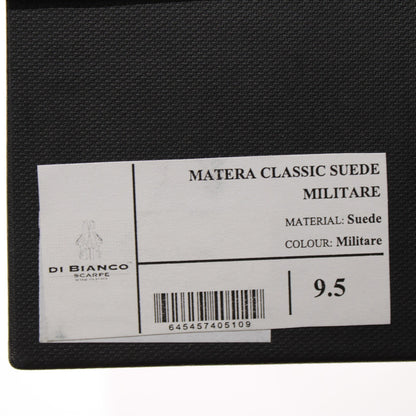 MATERA CLASSIC SUEDE
MILITARE
MATERIAL: Suede
COLOUR: Militare
DI BIANCO
SCARPE
9.5
645457405109